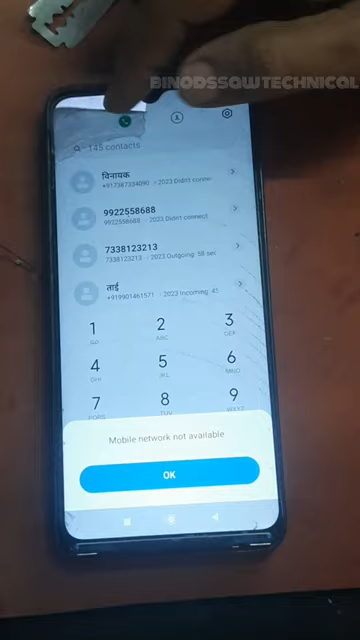 BINODSSQWTECHNICAL
145 contacts
विनायक
+917387334090 • 2023 Didn't conne
9922558688
9922558688 • 2023 Didn't connect
7338123213
7338123213 • 2023 Outgoing 58 sec
ताई
+919901461571 • 2023 Incoming 41
1 2 3
ABC DEF
4 5 6
GHI JKL MNO
7 8 9
PQRS TUV WXYZ
Mobile network not available
OK